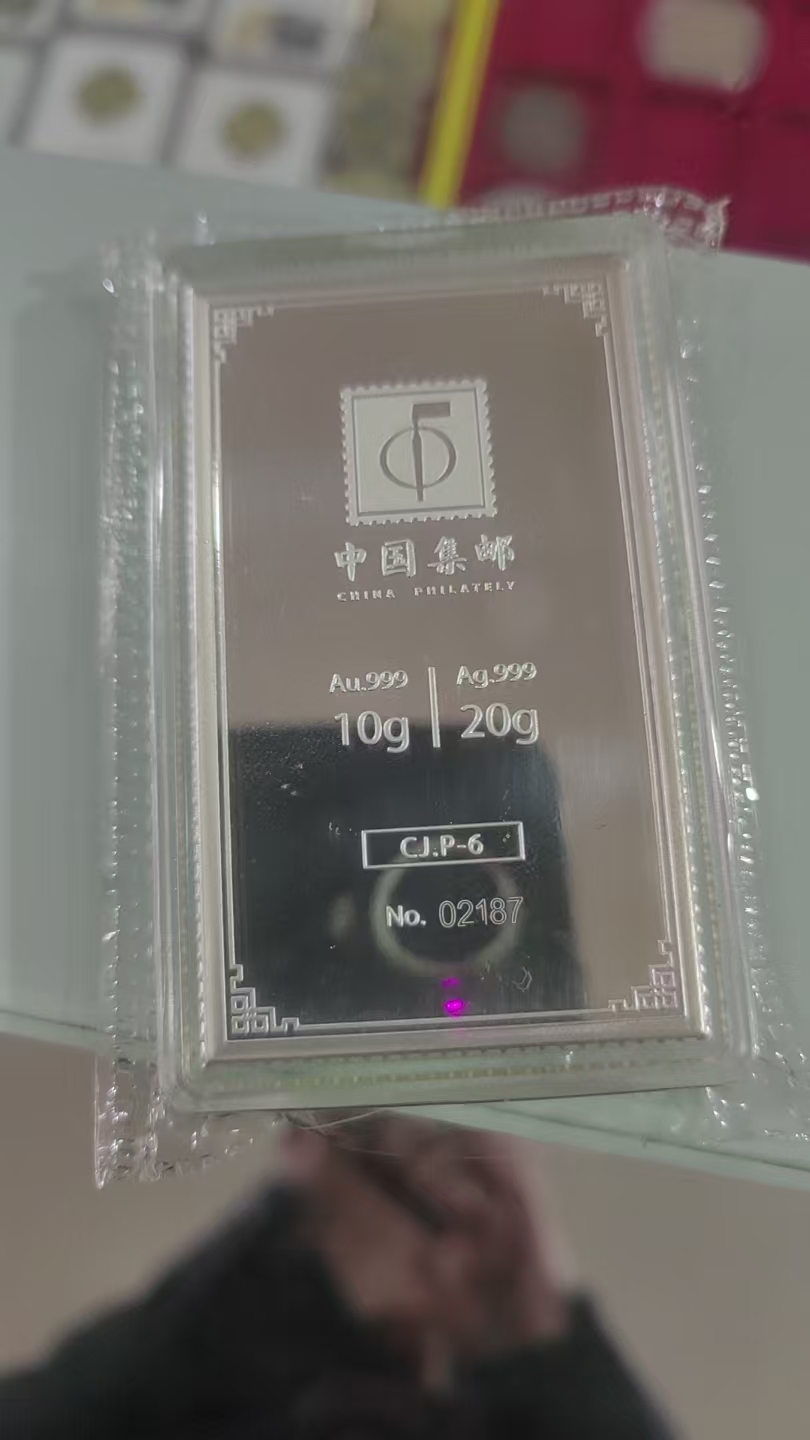 中国集邮
CHINA PHILATELY
Au.999 | Ag.999
10g | 20g
CJ.P-6
No. 02187